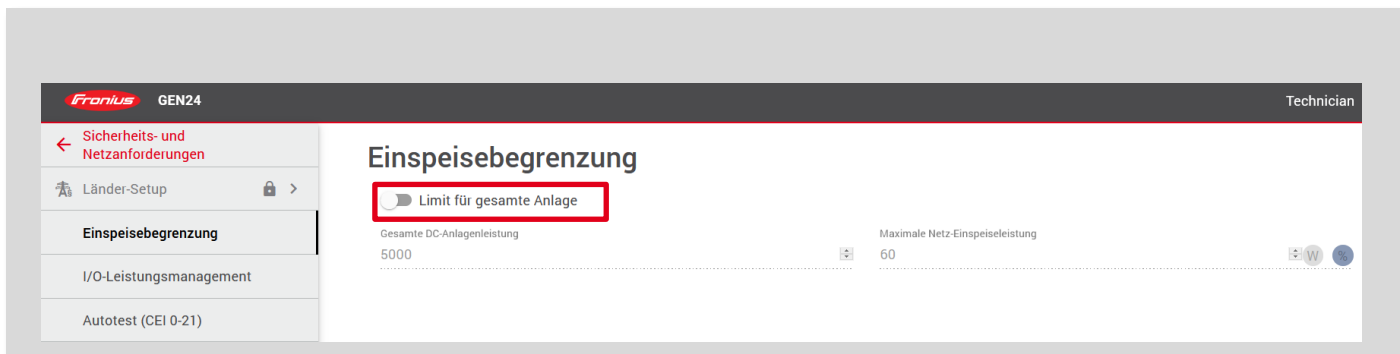 Fronius GEN24 Technician
Sicherheits- und
Netzanforderungen
Länder-Setup
Einspeisebegrenzung
I/O-Leistungsmanagement
Autotest (CEI 0-21)
Einspeisebegrenzung
Limit für gesamte Anlage
Gesamte DC-Anlagenleistung
5000
Maximale Netz-Einspeiseleistung
60 W %